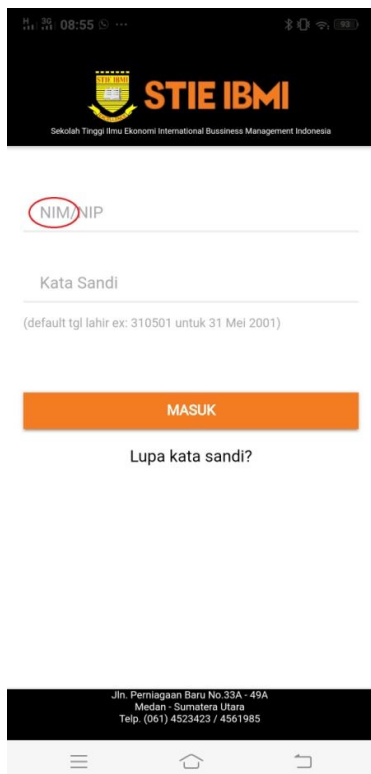 H 3G 08:55 ... 93
STIE IBMI
STIE IBMI
Sekolah Tinggi Ilmu Ekonomi International Bussiness Management Indonesia
NIM/NIP
Kata Sandi
(default tgl lahir ex: 310501 untuk 31 Mei 2001)
MASUK
Lupa kata sandi?
Jln. Perniagaan Baru No.33A - 49A
Medan - Sumatera Utara
Telp. (061) 4523423 / 4561985